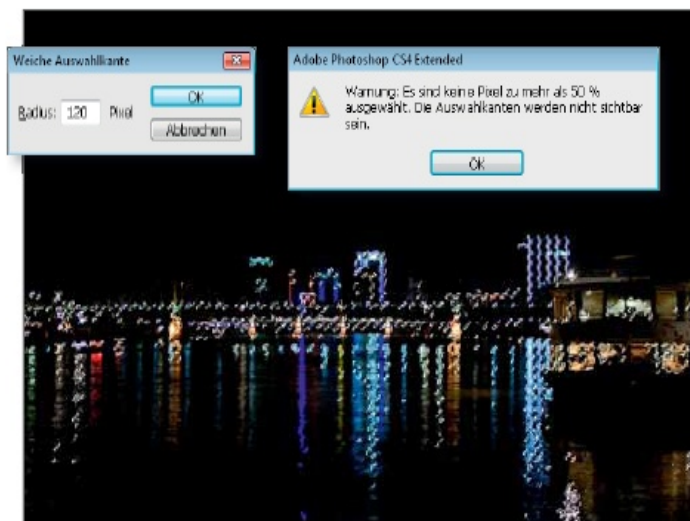 Weiche Auswahlkante
Radius: 120 Pixel
OK
Abbrechen
Adobe Photoshop CS4 Extended
Warnung: Es sind keine Pixel zu mehr als 50 %
ausgewählt. Die Auswahlkanten werden nicht sichtbar
sein.
OK